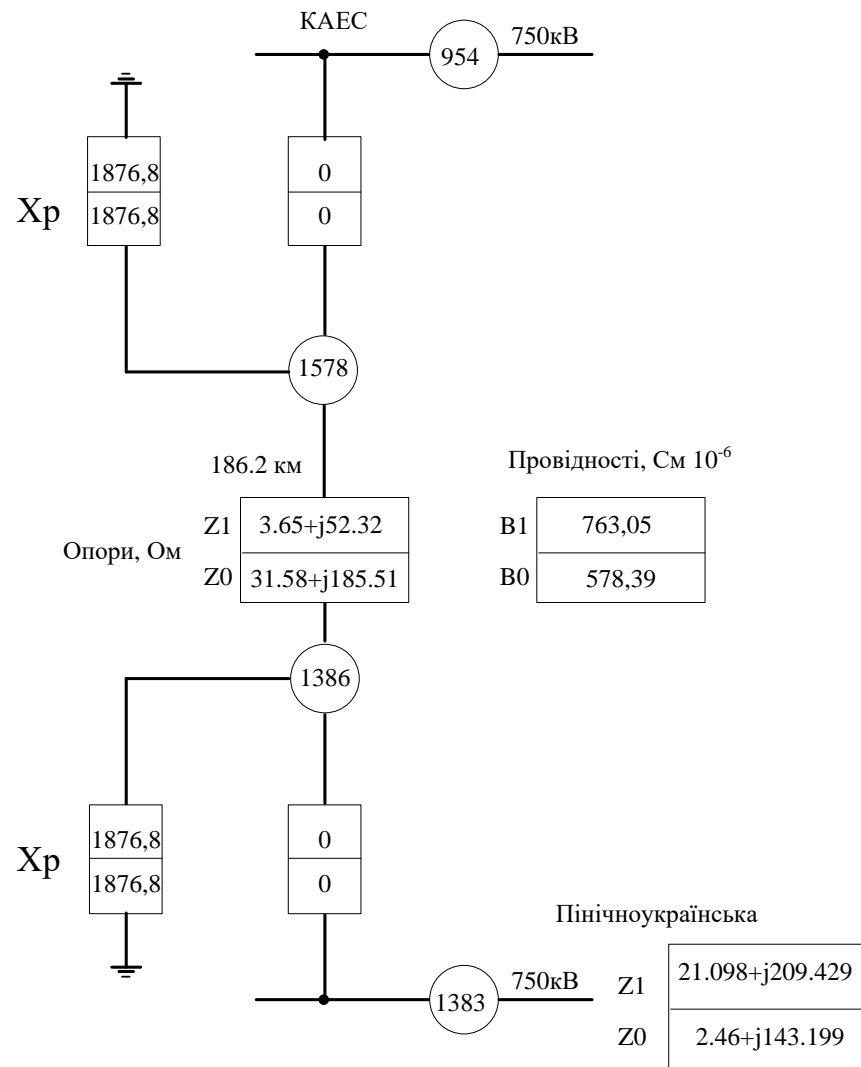 КАЕС
954
750кВ
1876,8
1876,8
Хр
0
0
1578
186.2 км
Провідності, См 10⁻⁶
Опори, Ом
Z1
3.65+j52.32
Z0
31.58+j185.51
B1
763,05
B0
578,39
1386
1876,8
1876,8
Хр
0
0
Пінічноукраїнська
1383
750кВ
Z1
21.098+j209.429
Z0
2.46+j143.199